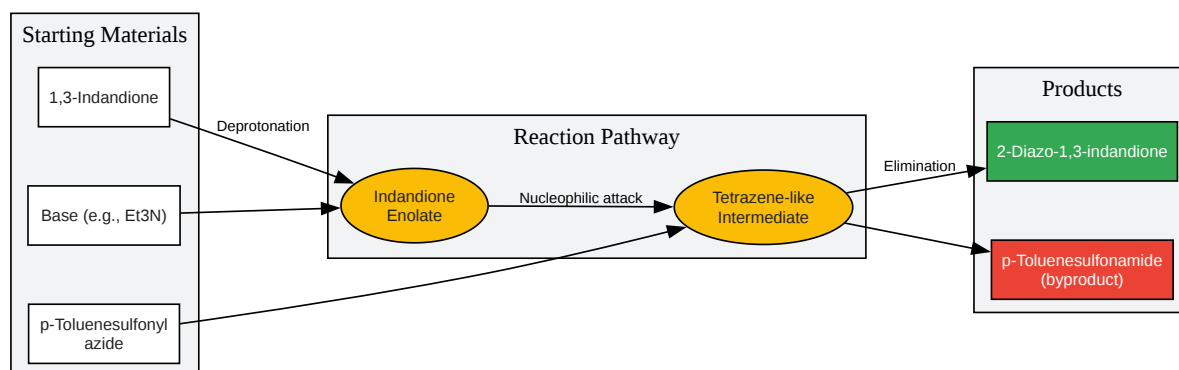 Starting Materials
1,3-Indandione
Base (e.g., Et3N)
p-Toluenesulfonyl
azide
Deprotonation
Reaction Pathway
Indandione
Enolate
Nucleophilic attack
Tetrazene-like
Intermediate
Elimination
Products
2-Diazo-1,3-indandione
p-Toluenesulfonamide
(byproduct)